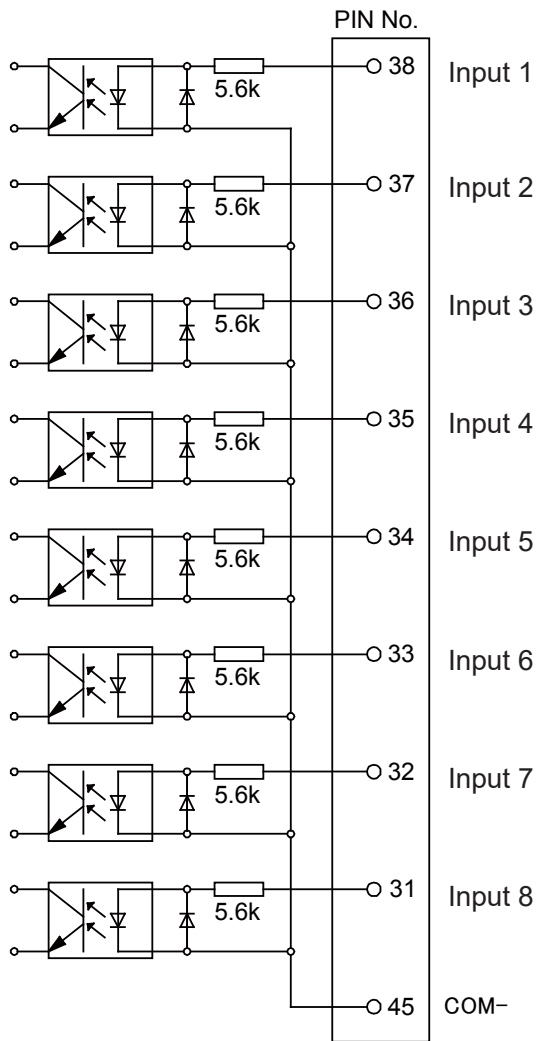 PIN No.
38 Input 1
5.6k
37 Input 2
5.6k
36 Input 3
5.6k
35 Input 4
5.6k
34 Input 5
5.6k
33 Input 6
5.6k
32 Input 7
5.6k
31 Input 8
5.6k
45 COM−